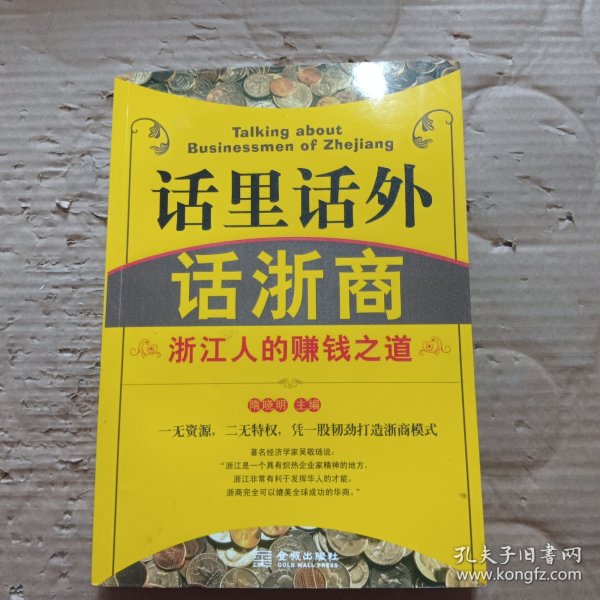 Talking about
Businessmen of Zhejiang
话里话外
话浙商
浙江人的赚钱之道
隋晓明 主编
一无资源，二无特权，凭一股韧劲打造浙商模式
著名经济学家吴敬琏说：
“浙江是一个具有炽热企业家精神的地方，
浙江非常有利于发挥华人的才能，
浙商完全可以媲美全球成功的华商。”
金城出版社
GOLD WALL PRESS
孔夫子旧书网
www.kongfz.com